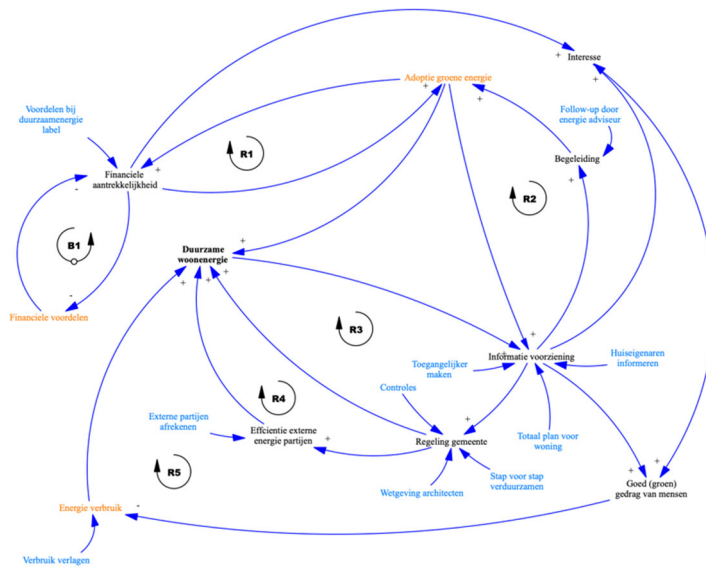 Interesse
Adoptie groene energie
Voordelen bij
duurzaamenergie
label
Follow-up door
energie adviseur
R1
Begeleiding
Financiele
aantrekkelijkheid
R2
B1
Duurzame
woonenergie
Financiele voordelen
R3
Informatie voorziening
Huiseigenaren
informeren
Toegangelijker
maken
Controles
R4
Externe partijen
afrekenen
Effcientie externe
energie partijen
Regeling gemeente
Totaal plan voor
woning
R5
Wetgeving architecten
Stap voor stap
verduurzamen
Goed (groen)
gedrag van mensen
Energie verbruik
Verbruik verlagen